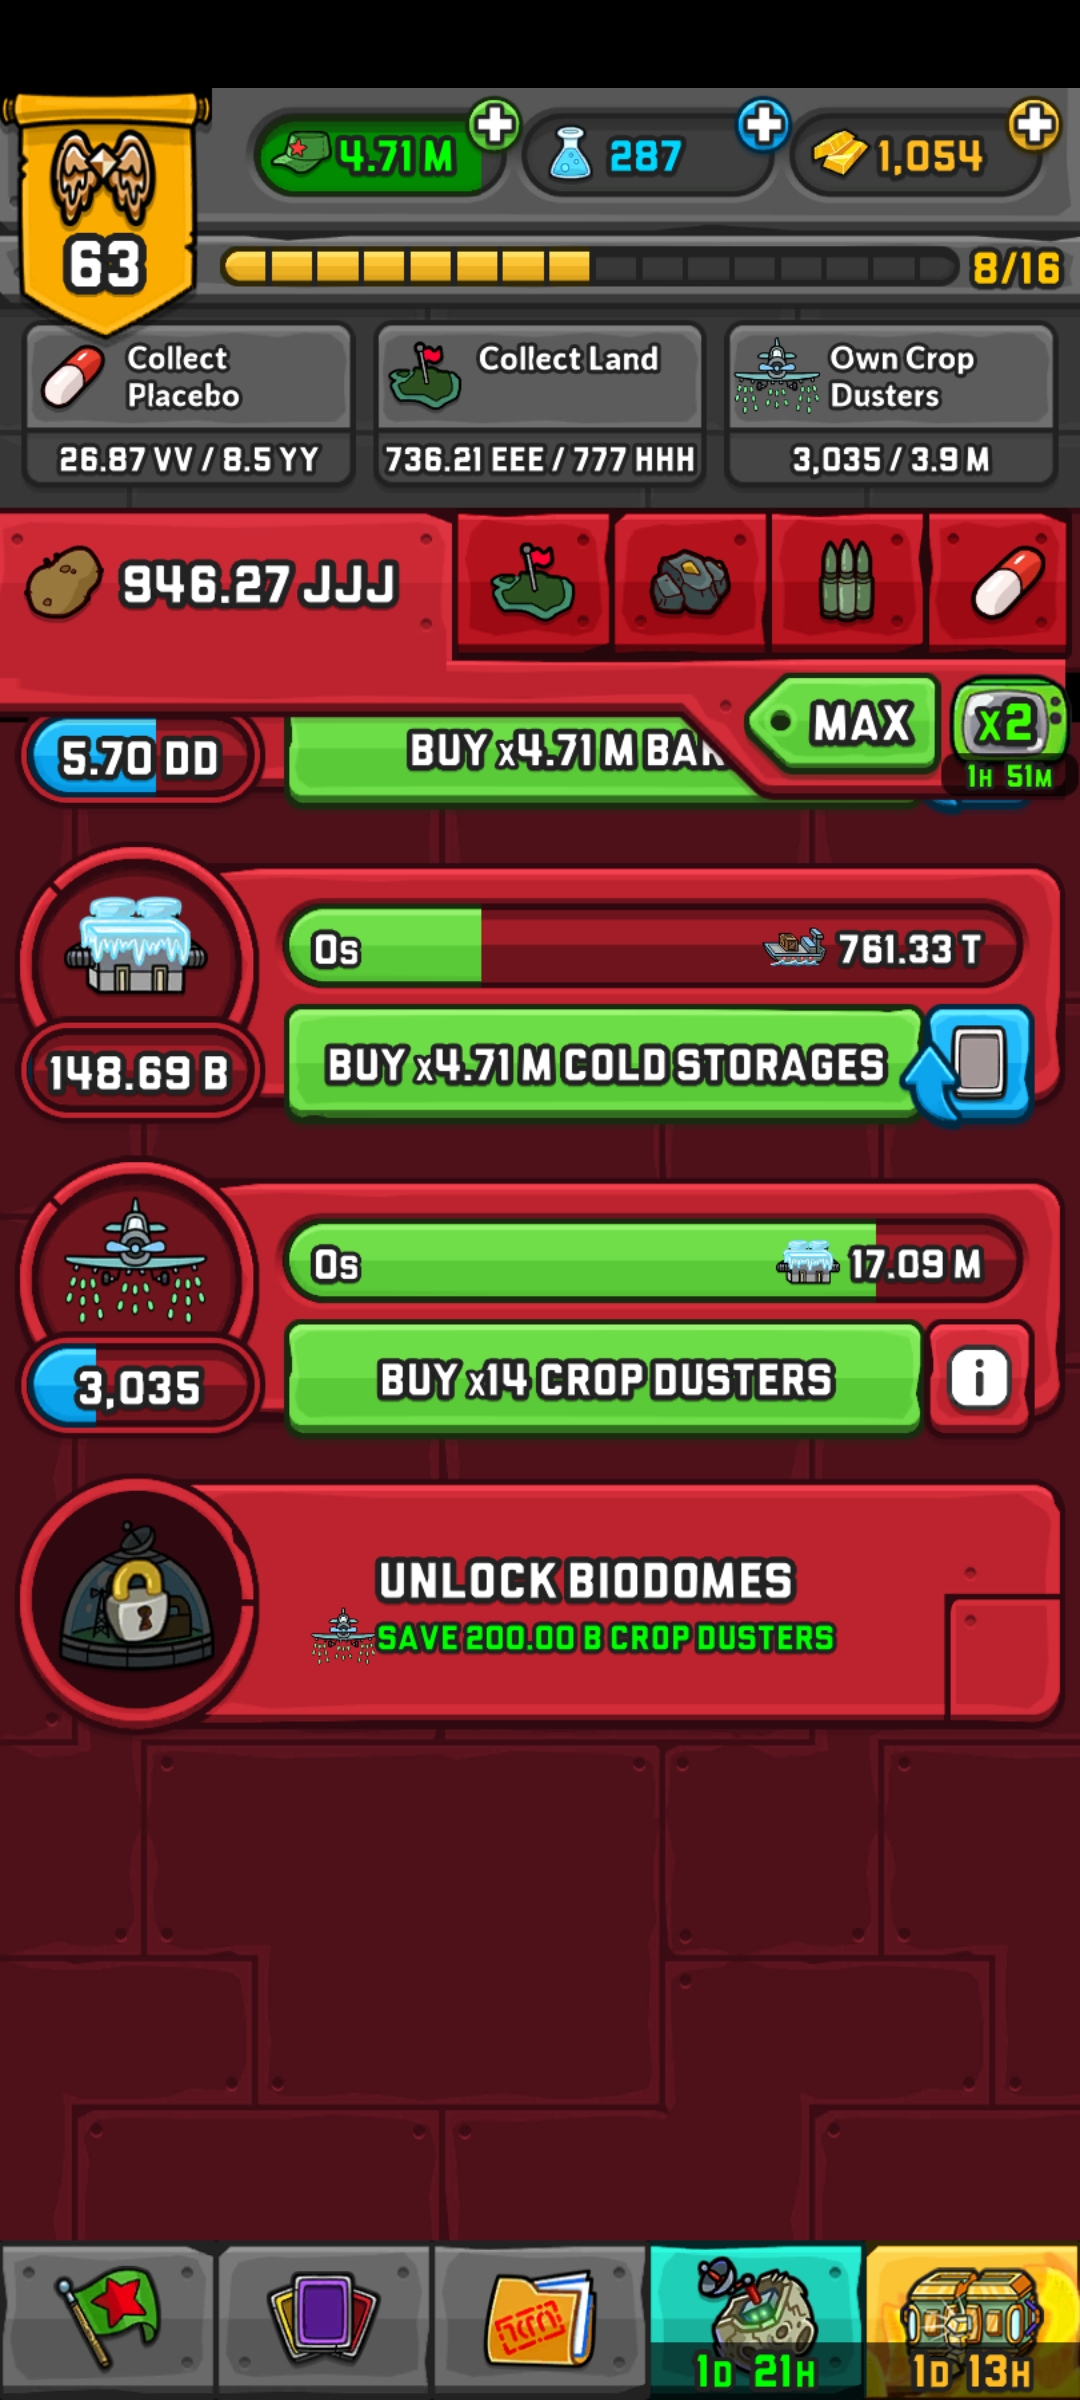 63
4.71 M
287
1,054
8/16
Collect
Placebo
26.87 VV / 8.5 YY
Collect Land
736.21 EEE / 777 HHH
Own Crop
Dusters
3,035 / 3.9 M
946.27 JJJ
MAX
x2
1H 51M
5.70 DD
BUY x4.71 M
0s
761.33 T
148.69 B
BUY x4.71 M COLD STORAGES
0s
17.09 M
3,035
BUY x14 CROP DUSTERS
i
UNLOCK BIODOMES
SAVE 200.00 B CROP DUSTERS
1D 21H
1D 13H